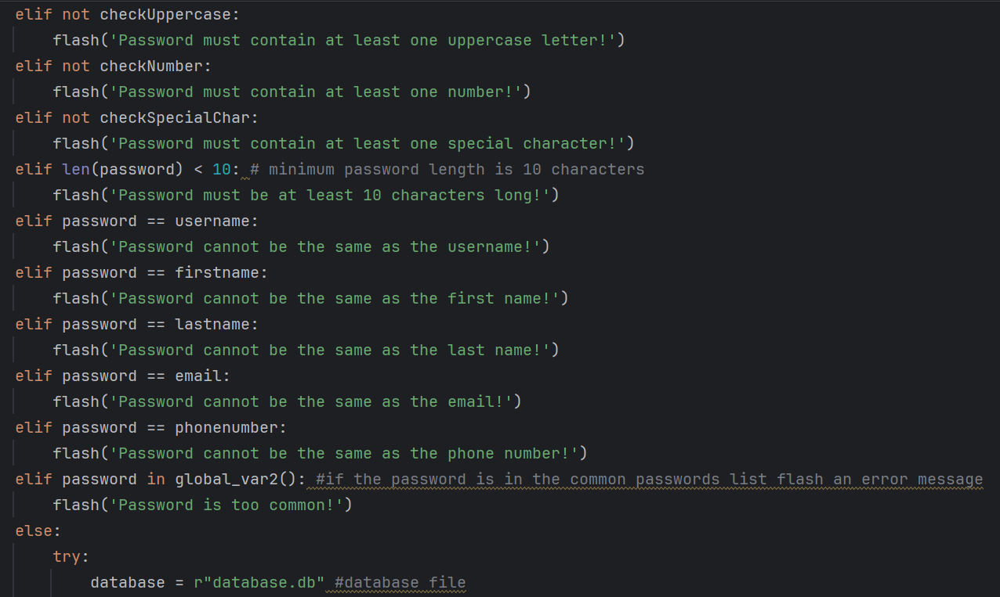 elif not checkUppercase:
    flash('Password must contain at least one uppercase letter!')
elif not checkNumber:
    flash('Password must contain at least one number!')
elif not checkSpecialChar:
    flash('Password must contain at least one special character!')
elif len(password) < 10: # minimum password length is 10 characters
    flash('Password must be at least 10 characters long!')
elif password == username:
    flash('Password cannot be the same as the username!')
elif password == firstname:
    flash('Password cannot be the same as the first name!')
elif password == lastname:
    flash('Password cannot be the same as the last name!')
elif password == email:
    flash('Password cannot be the same as the email!')
elif password == phonenumber:
    flash('Password cannot be the same as the phone number!')
elif password in global_var2(): #if the password is in the common passwords list flash an error message
    flash('Password is too common!')
else:
    try:
        database = r"database.db" #database file